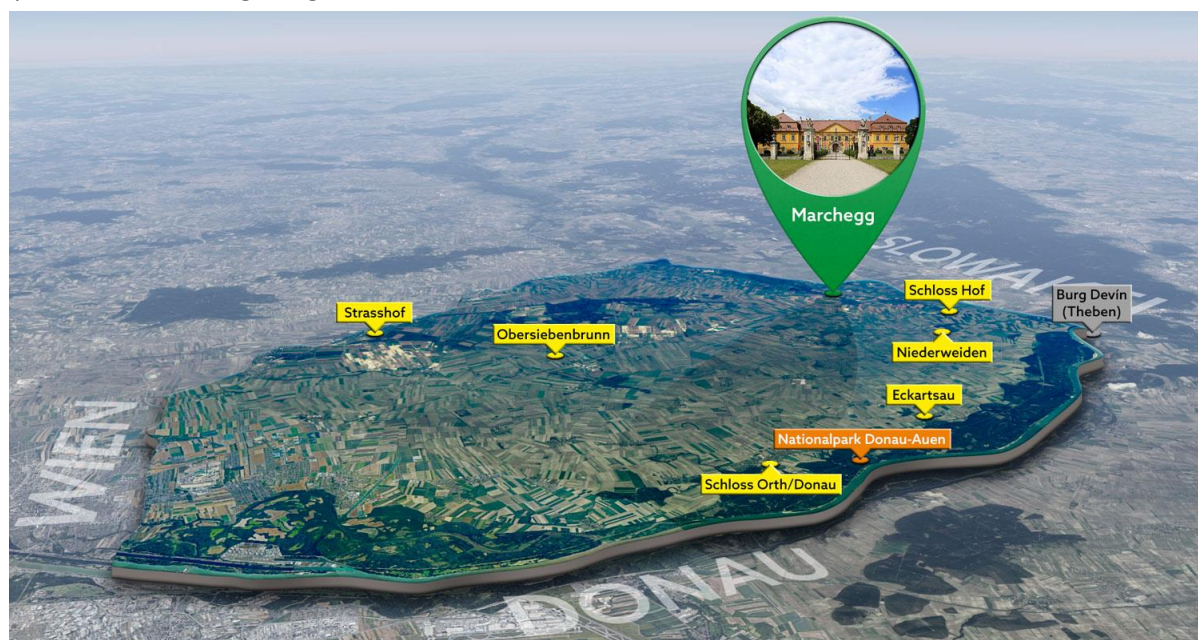 Marchegg
SLOWAKEI
Schloss Hof
Burg Devín
(Theben)
Strasshof
Obersiebenbrunn
Niederweiden
Eckartsau
WIEN
Nationalpark Donau-Auen
Schloss Orth/Donau
DONAU